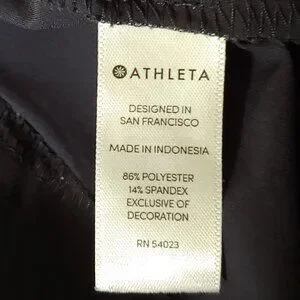 ATHLETA
DESIGNED IN
SAN FRANCISCO
MADE IN INDONESIA
86% POLYESTER
14% SPANDEX
EXCLUSIVE OF
DECORATION
RN 54023